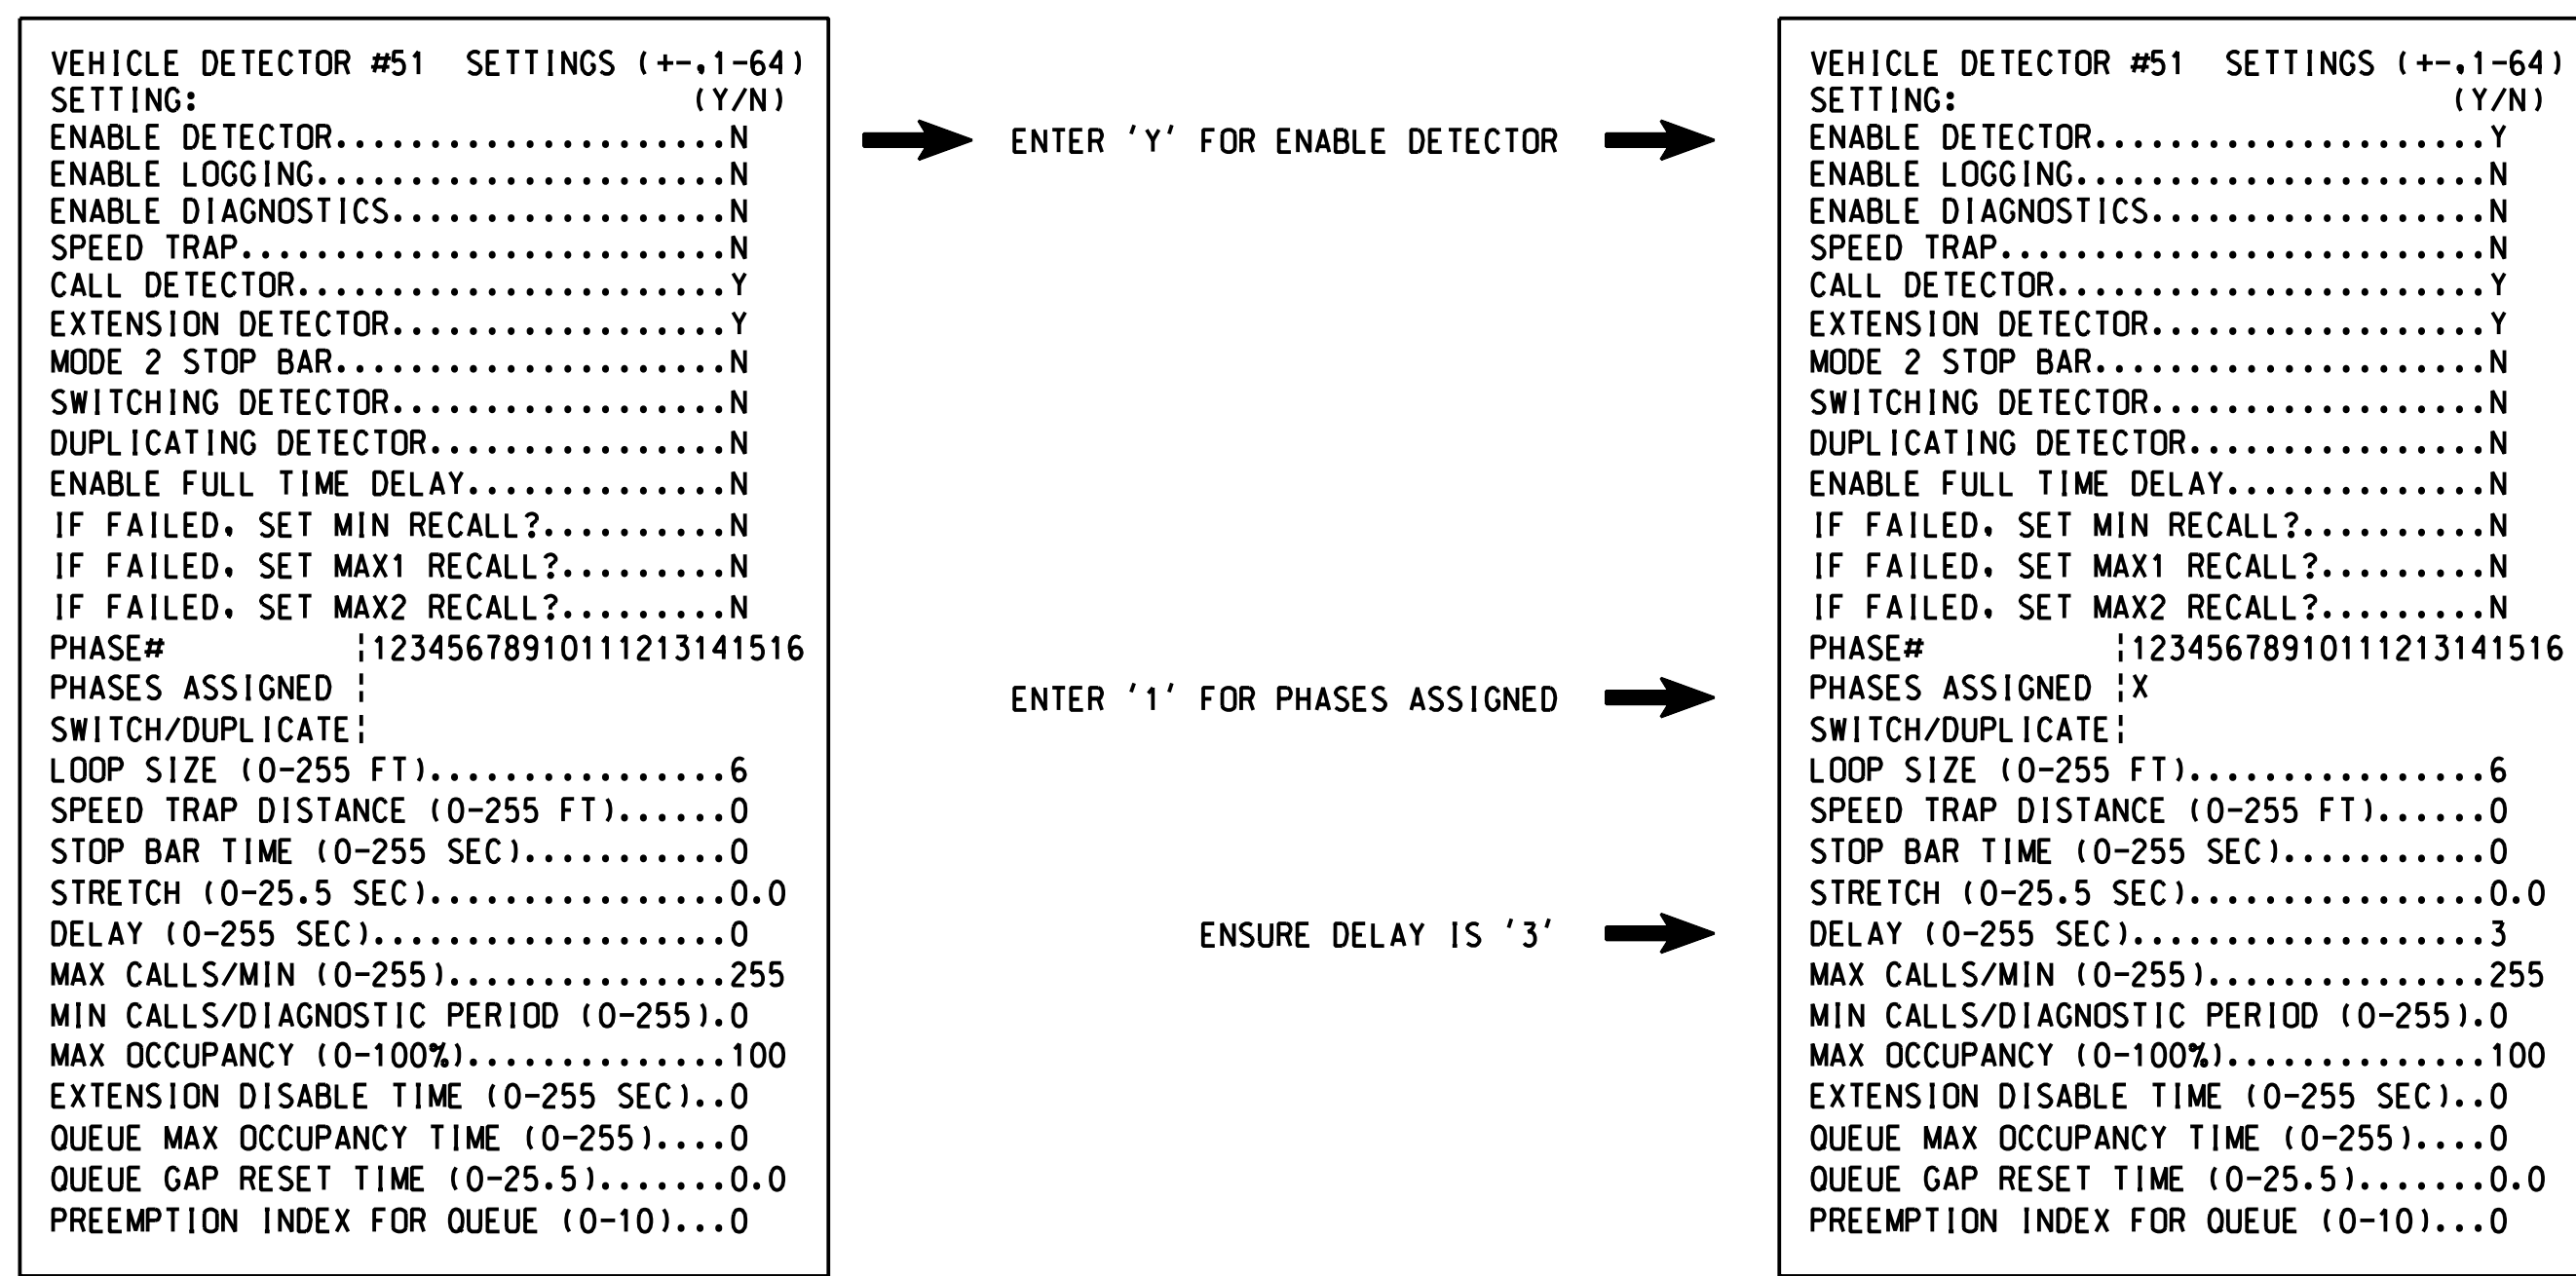 VEHICLE DETECTOR #51  SETTINGS (+-,1-64)
SETTING:                          (Y/N)
ENABLE DETECTOR.....................N
ENABLE LOGGING......................N
ENABLE DIAGNOSTICS..................N
SPEED TRAP..........................N
CALL DETECTOR.......................Y
EXTENSION DETECTOR..................Y
MODE 2 STOP BAR.....................N
SWITCHING DETECTOR..................N
DUPLICATING DETECTOR................N
ENABLE FULL TIME DELAY..............N
IF FAILED, SET MIN RECALL?..........N
IF FAILED, SET MAX1 RECALL?.........N
IF FAILED, SET MAX2 RECALL?.........N
PHASE#          ¦12345678910111213141516
PHASES ASSIGNED ¦
SWITCH/DUPLICATE¦
LOOP SIZE (0-255 FT)................6
SPEED TRAP DISTANCE (0-255 FT)......0
STOP BAR TIME (0-255 SEC)...........0
STRETCH (0-25.5 SEC)................0.0
DELAY (0-255 SEC)...................0
MAX CALLS/MIN (0-255)...............255
MIN CALLS/DIAGNOSTIC PERIOD (0-255).0
MAX OCCUPANCY (0-100%)..............100
EXTENSION DISABLE TIME (0-255 SEC)..0
QUEUE MAX OCCUPANCY TIME (0-255)....0
QUEUE GAP RESET TIME (0-25.5).......0.0
PREEMPTION INDEX FOR QUEUE (0-10)...0
ENTER 'Y' FOR ENABLE DETECTOR
ENTER '1' FOR PHASES ASSIGNED
ENSURE DELAY IS '3'
VEHICLE DETECTOR #51  SETTINGS (+-,1-64)
SETTING:                          (Y/N)
ENABLE DETECTOR.....................Y
ENABLE LOGGING......................N
ENABLE DIAGNOSTICS..................N
SPEED TRAP..........................N
CALL DETECTOR.......................Y
EXTENSION DETECTOR..................Y
MODE 2 STOP BAR.....................N
SWITCHING DETECTOR..................N
DUPLICATING DETECTOR................N
ENABLE FULL TIME DELAY..............N
IF FAILED, SET MIN RECALL?..........N
IF FAILED, SET MAX1 RECALL?.........N
IF FAILED, SET MAX2 RECALL?.........N
PHASE#          ¦12345678910111213141516
PHASES ASSIGNED ¦X
SWITCH/DUPLICATE¦
LOOP SIZE (0-255 FT)................6
SPEED TRAP DISTANCE (0-255 FT)......0
STOP BAR TIME (0-255 SEC)...........0
STRETCH (0-25.5 SEC)................0.0
DELAY (0-255 SEC)...................3
MAX CALLS/MIN (0-255)...............255
MIN CALLS/DIAGNOSTIC PERIOD (0-255).0
MAX OCCUPANCY (0-100%)..............100
EXTENSION DISABLE TIME (0-255 SEC)..0
QUEUE MAX OCCUPANCY TIME (0-255)....0
QUEUE GAP RESET TIME (0-25.5).......0.0
PREEMPTION INDEX FOR QUEUE (0-10)...0